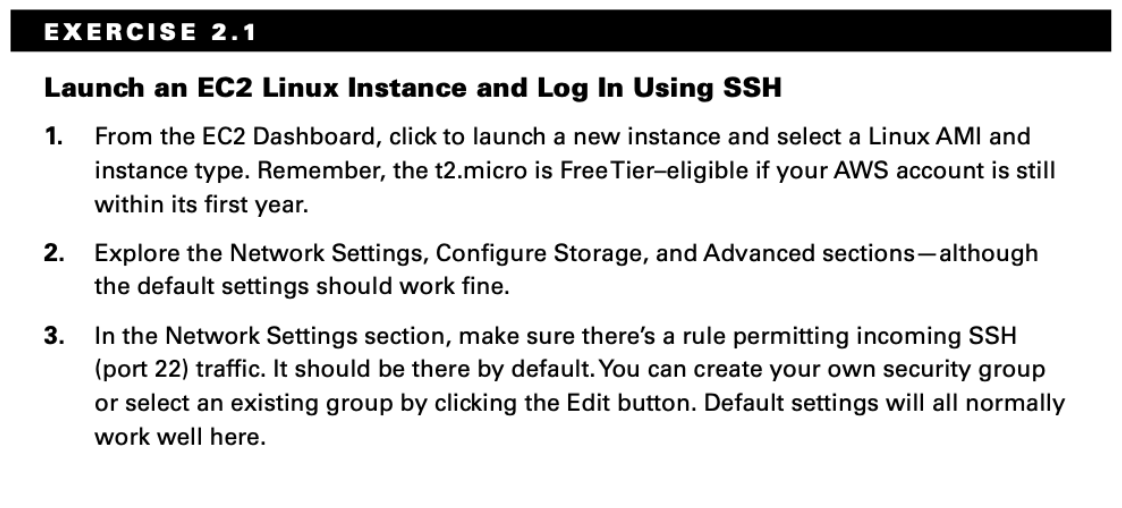 EXERCISE 2.1
Launch an EC2 Linux Instance and Log In Using SSH
1. From the EC2 Dashboard, click to launch a new instance and select a Linux AMI and
instance type. Remember, the t2.micro is Free Tier–eligible if your AWS account is still
within its first year.
2. Explore the Network Settings, Configure Storage, and Advanced sections—although
the default settings should work fine.
3. In the Network Settings section, make sure there’s a rule permitting incoming SSH
(port 22) traffic. It should be there by default. You can create your own security group
or select an existing group by clicking the Edit button. Default settings will all normally
work well here.